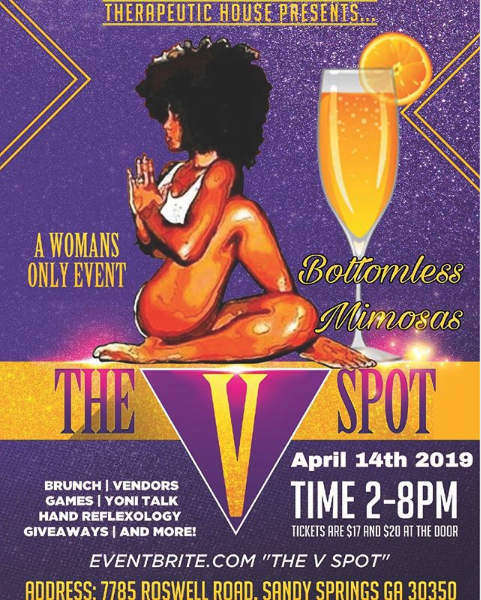 THERAPEUTIC HOUSE PRESENTS...
A WOMANS
ONLY EVENT
Bottomless
Mimosas
THE V SPOT
April 14th 2019
TIME 2-8PM
TICKETS ARE $17 AND $20 AT THE DOOR
BRUNCH | VENDORS
GAMES | YONI TALK
HAND REFLEXOLOGY
GIVEAWAYS | AND MORE!
EVENTBRITE.COM "THE V SPOT"
ADDRESS: 7785 ROSWELL ROAD, SANDY SPRINGS GA 30350